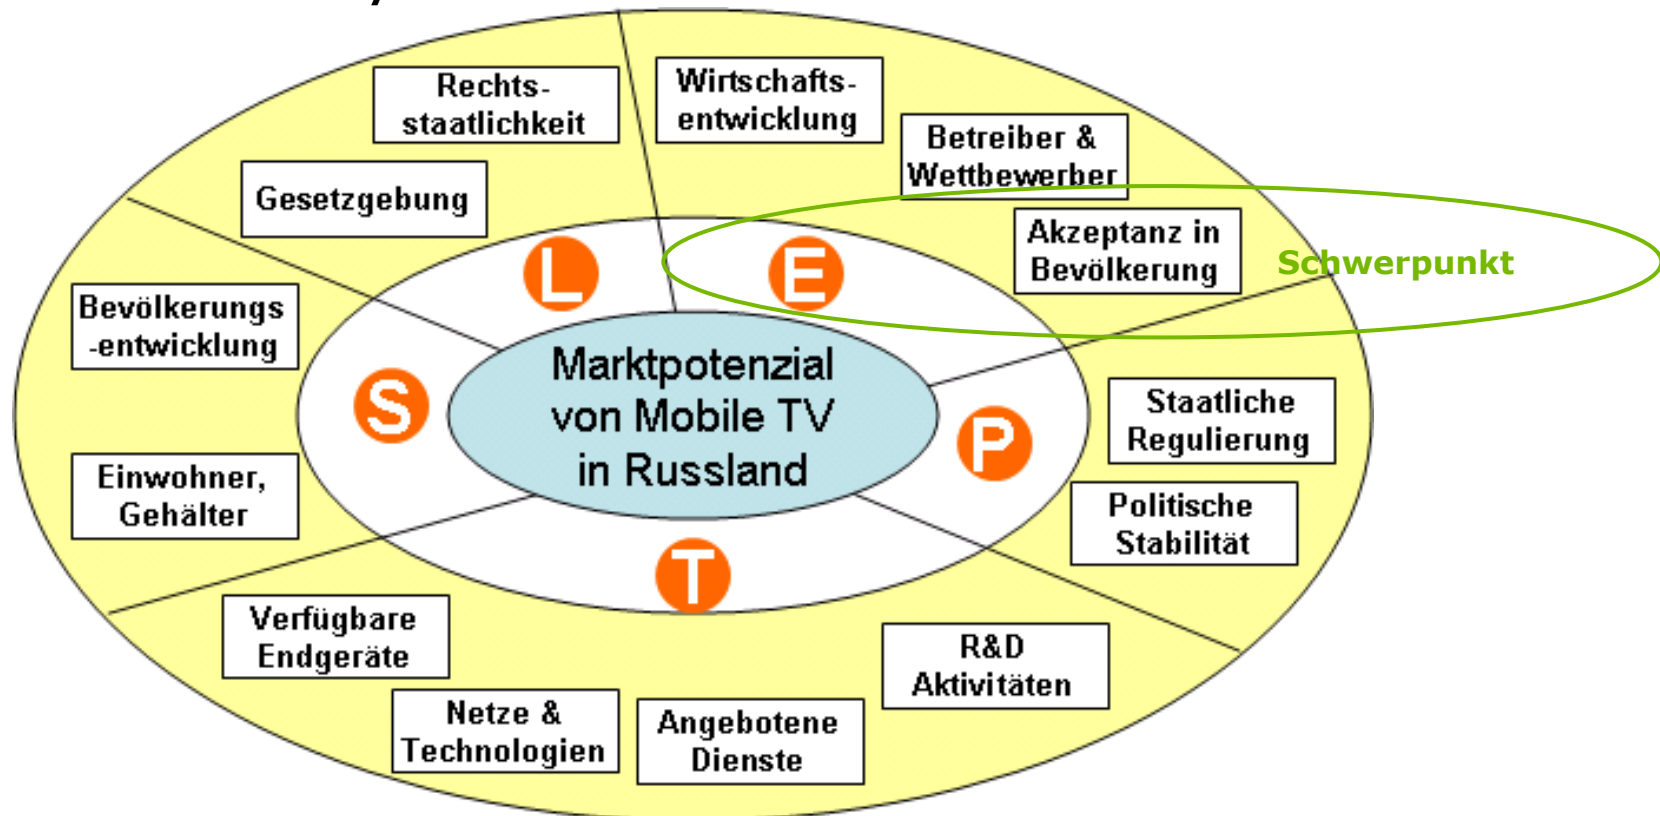 Rechts-
staatlichkeit
Wirtschafts-
entwicklung
Betreiber &
Wettbewerber
Gesetzgebung
Akzeptanz in
Bevölkerung
Schwerpunkt
L
E
Bevölkerungs
-entwicklung
S
Marktpotenzial
von Mobile TV
in Russland
P
Staatliche
Regulierung
Einwohner,
Gehälter
Politische
Stabilität
T
Verfügbare
Endgeräte
R&D
Aktivitäten
Netze &
Technologien
Angebotene
Dienste